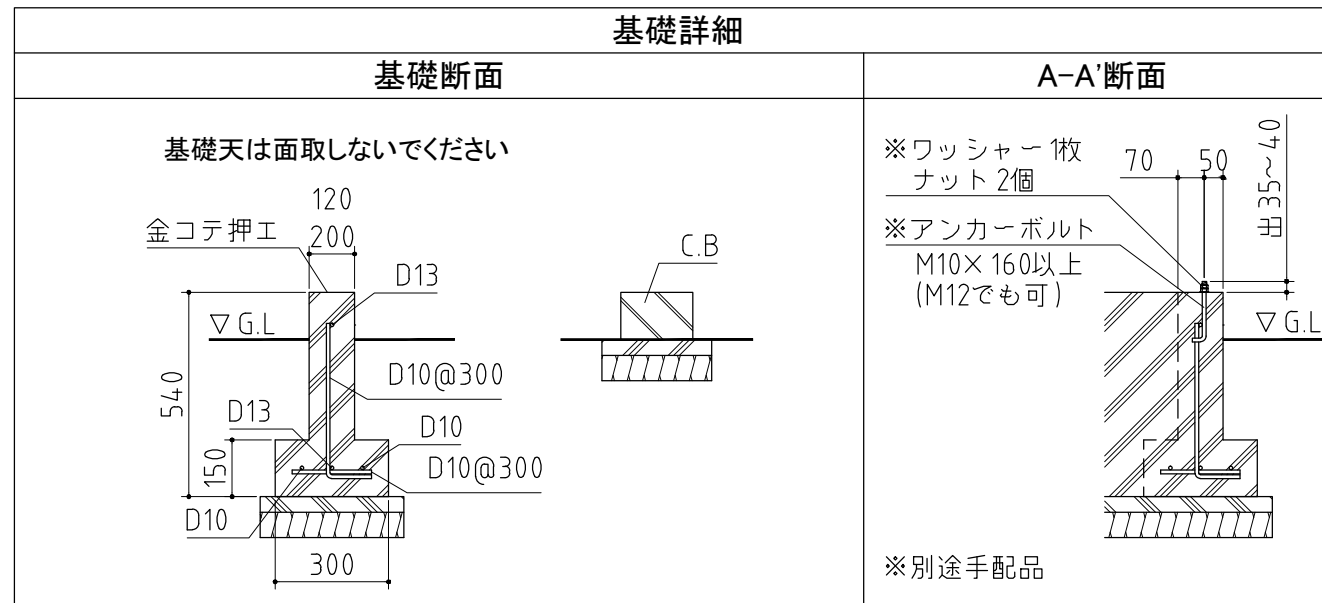 基礎詳細
基礎断面
A-A'断面
基礎天は面取しないでください
120
金コテ押エ
200
D13
▽G.L
540
D10@300
D13
D10
150
D10@300
D10
300
C.B
※ワッシャー1枚
ナット2個
70
50
出35～40
※アンカーボルト
M10×160以上
(M12でも可)
▽G.L
※別途手配品